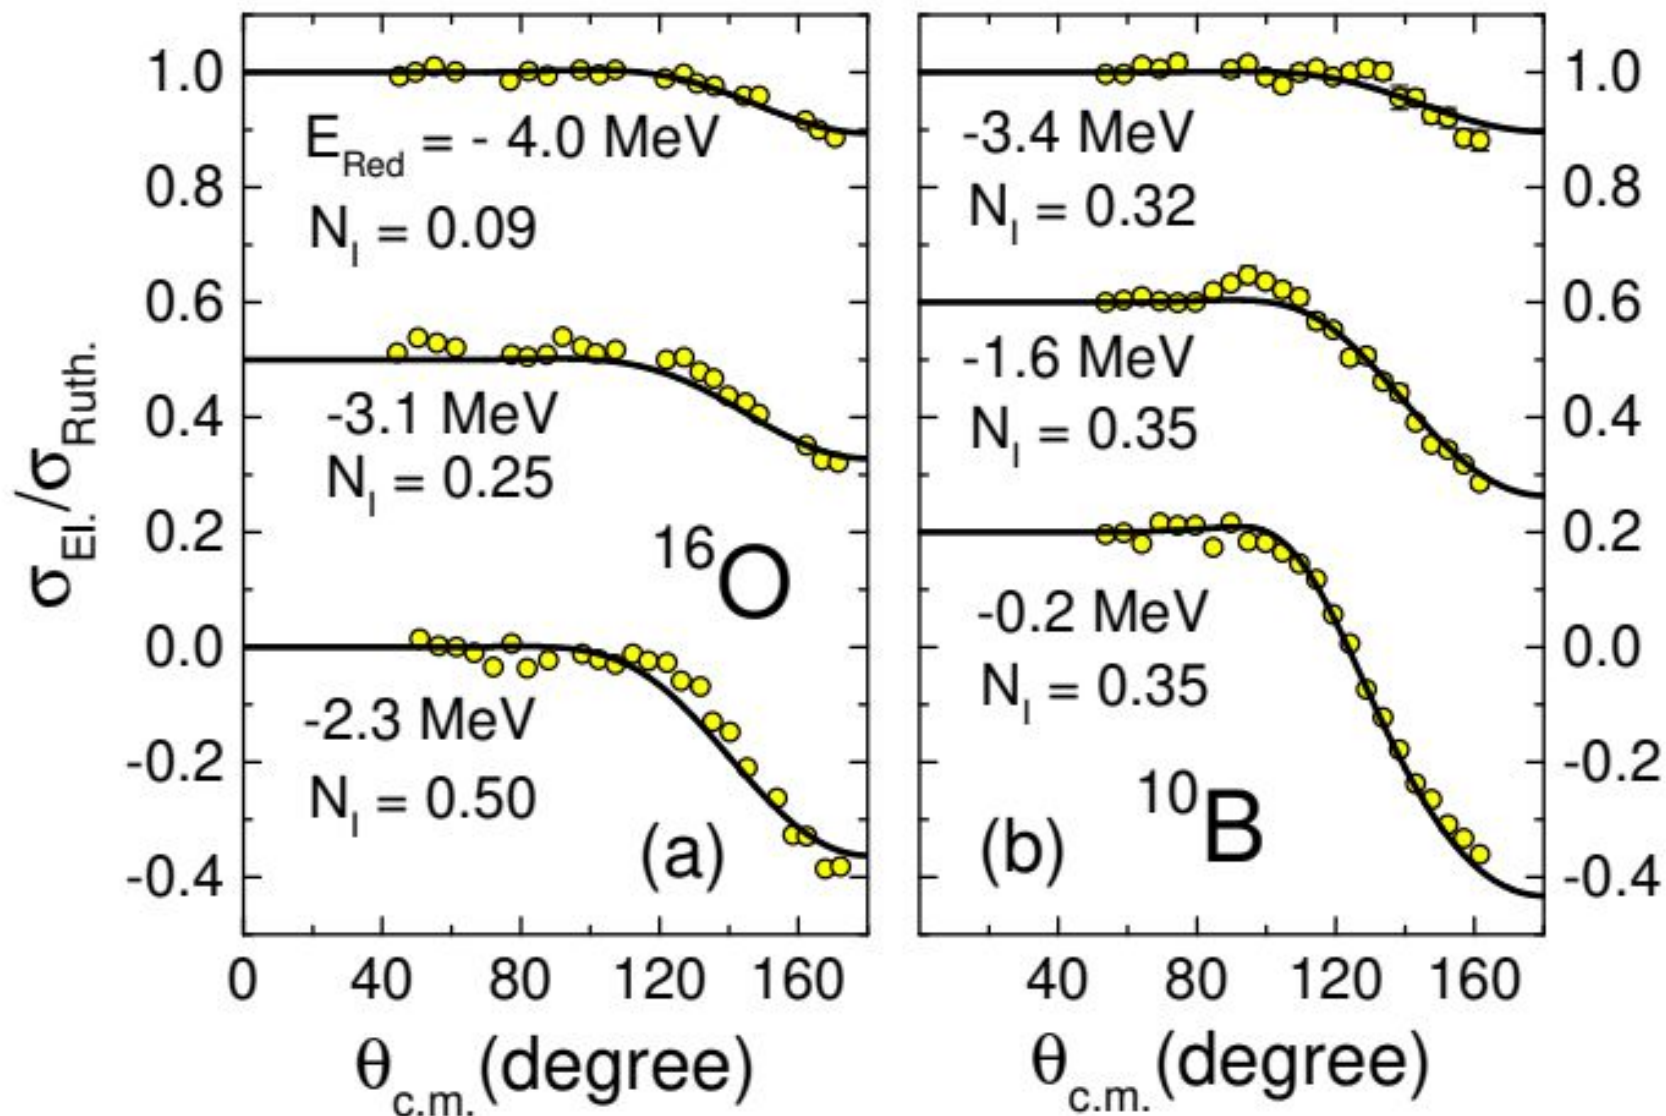 σ_El./σ_Ruth.
1.0
0.8
0.6
0.4
0.2
0.0
-0.2
-0.4
E_Red = - 4.0 MeV
N_I = 0.09
-3.1 MeV
N_I = 0.25
¹⁶O
-2.3 MeV
N_I = 0.50
(a)
0 40 80 120 160
θ_c.m. (degree)
-3.4 MeV
N_I = 0.32
-1.6 MeV
N_I = 0.35
-0.2 MeV
N_I = 0.35
(b) ¹⁰B
1.0
0.8
0.6
0.4
0.2
0.0
-0.2
-0.4
40 80 120 160
θ_c.m. (degree)